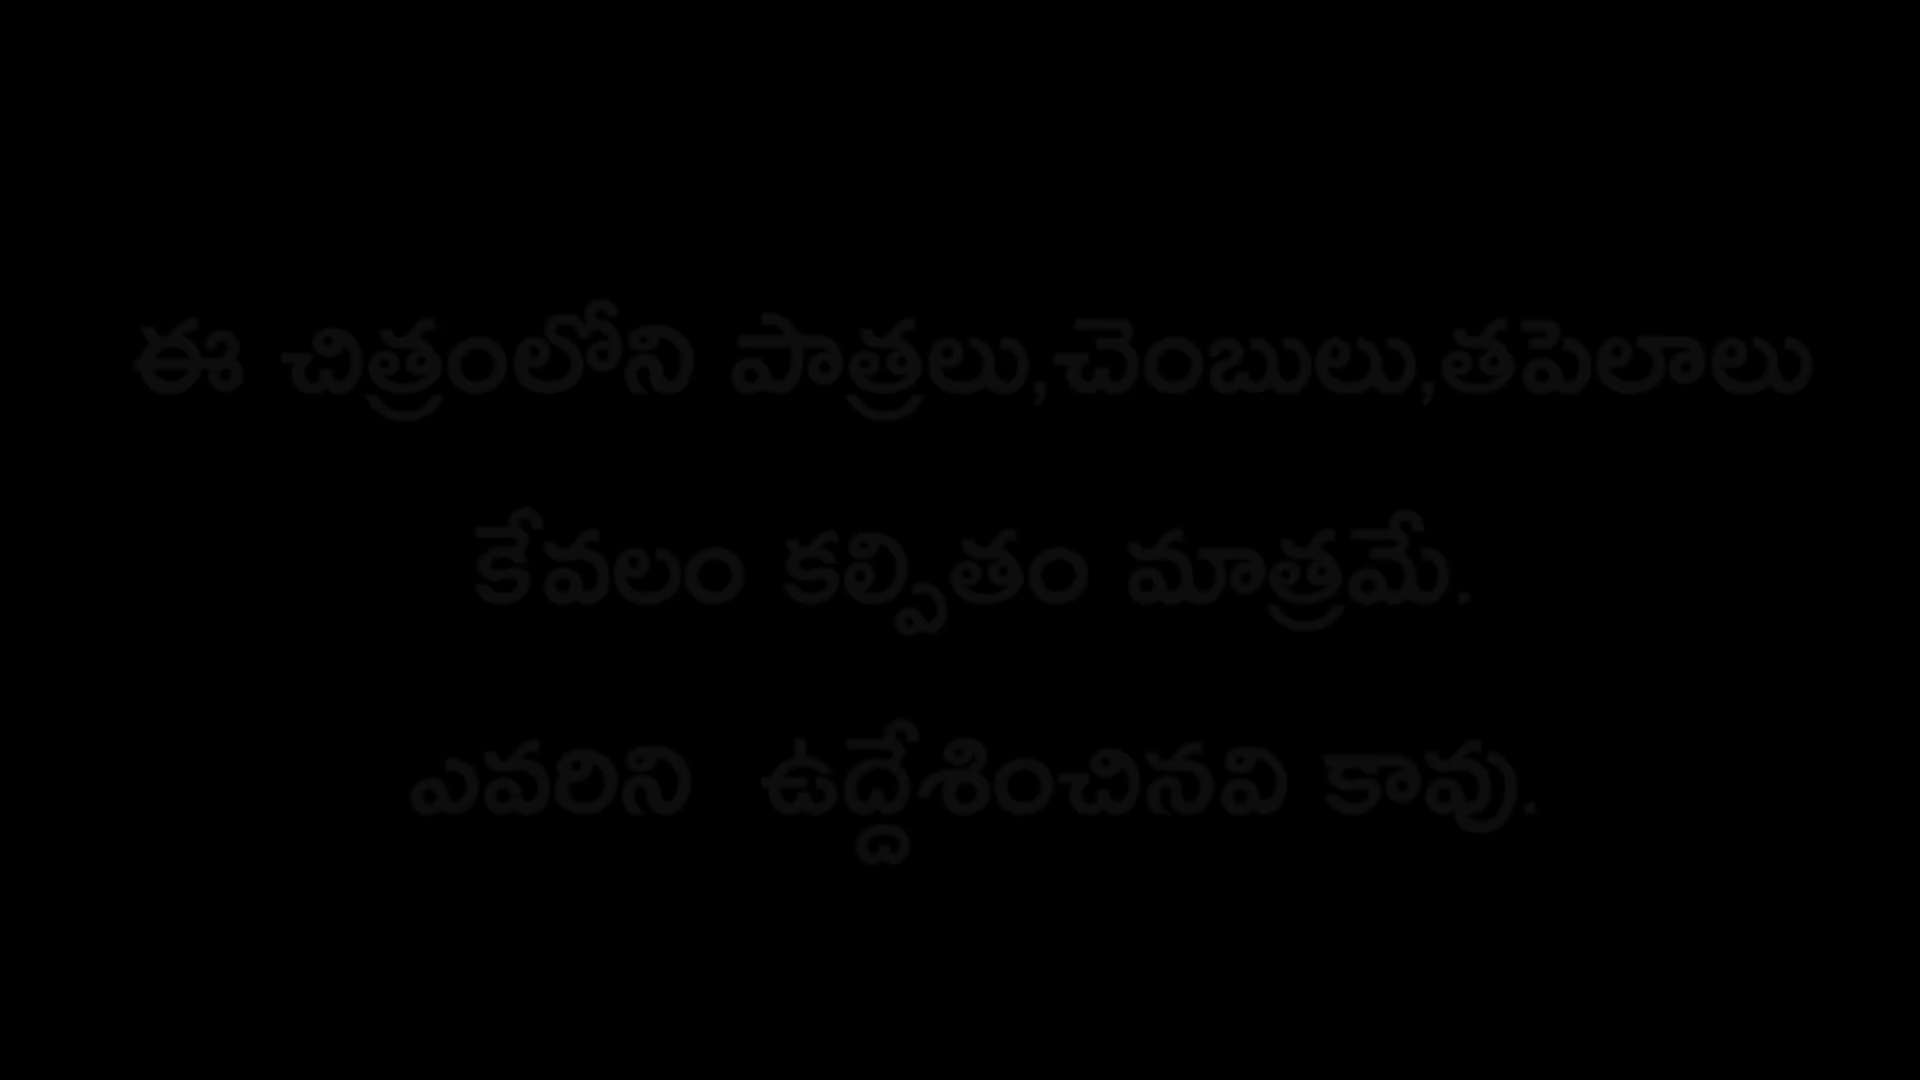 ఈ చిత్రంలోని పాత్రలు,చెంబులు,తపెలాలు
కేవలం కల్పితం మాత్రమే.
ఎవరిని  ఉద్దేశించినవి కావు.